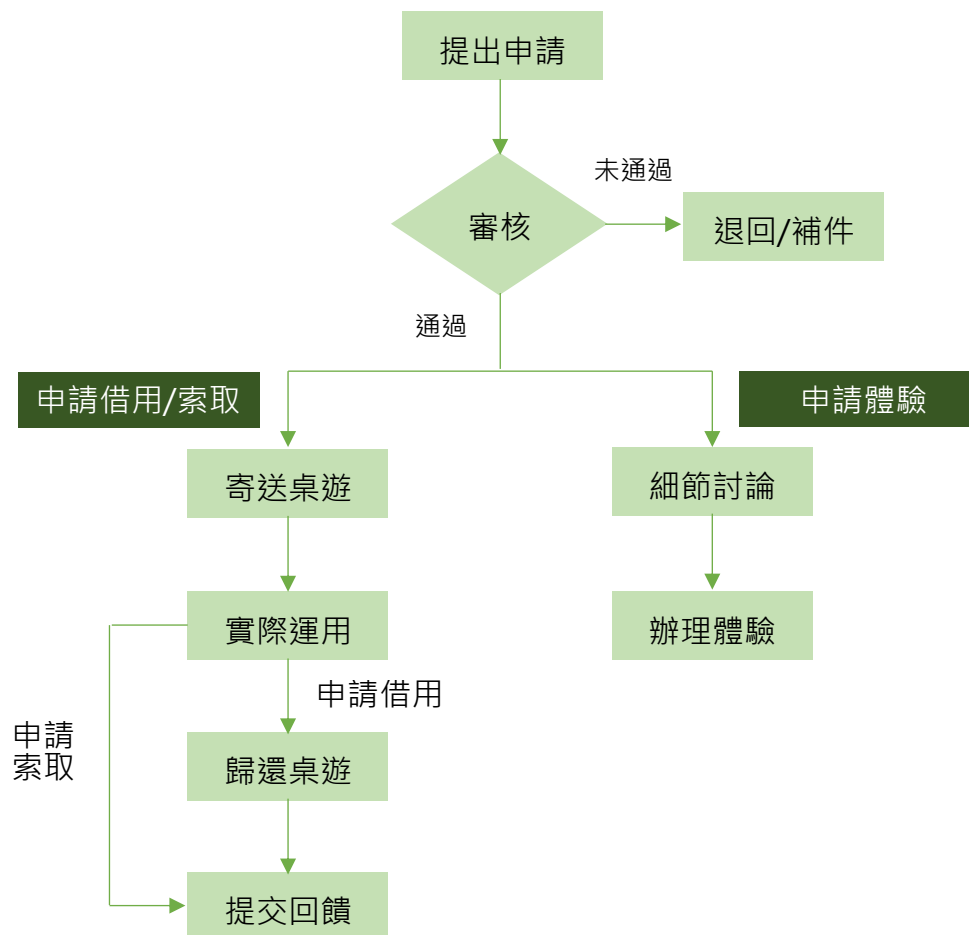 提出申請
未通過
審核
退回/補件
通過
申請借用/索取
申請體驗
寄送桌遊
細節討論
實際運用
辦理體驗
申請借用
申請
索取
歸還桌遊
提交回饋